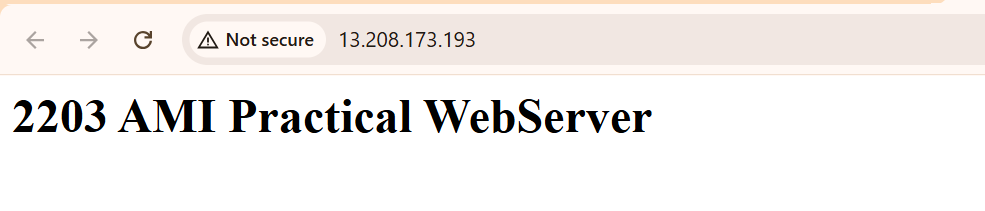 Not secure 13.208.173.193
2203 AMI Practical WebServer